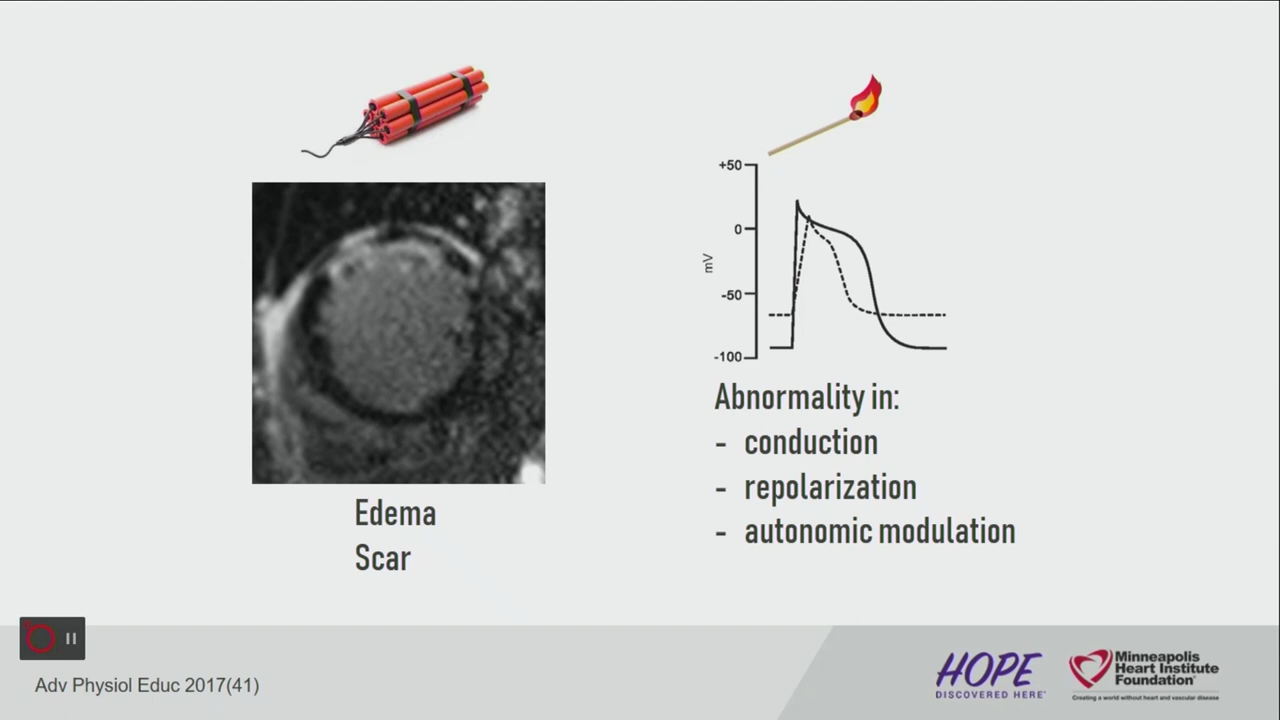 +50
0
mV
-50
-100
Edema
Scar
Abnormality in:
- conduction
- repolarization
- autonomic modulation
Adv Physiol Educ 2017(41)
HOPE
DISCOVERED HERE
Minneapolis
Heart Institute
Foundation
Creating a world without heart and vascular disease